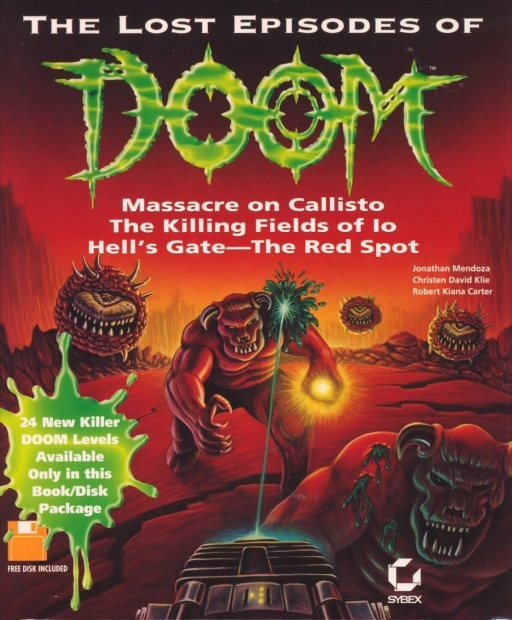 THE LOST EPISODES OF
DOOM™
Massacre on Callisto
The Killing Fields of Io
Hell's Gate—The Red Spot
Jonathan Mendoza
Christen David Klie
Robert Kiana Carter
24 New Killer
DOOM Levels
Available
Only in this
Book/Disk
Package
FREE DISK INCLUDED
SYBEX